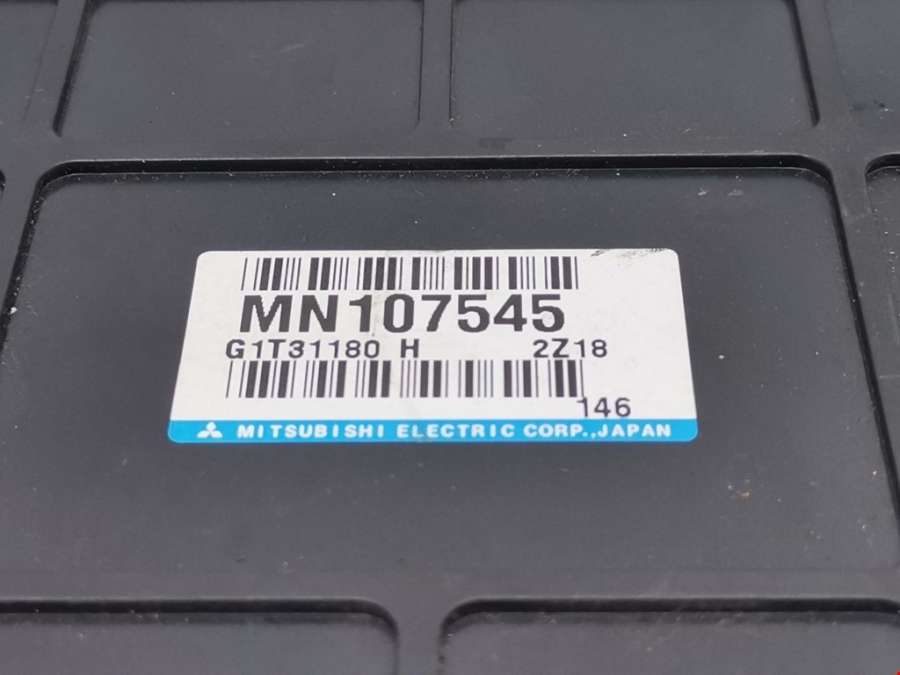 MN107545
G1T31180 H 2Z18
146
MITSUBISHI ELECTRIC CORP.,JAPAN